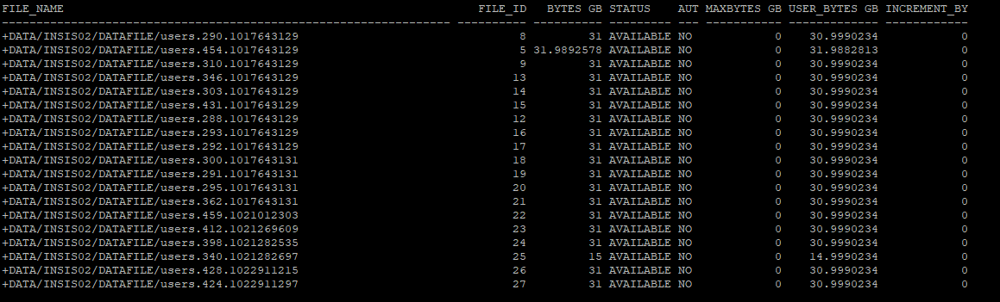 FILE_NAME FILE_ID BYTES GB STATUS AUT MAXBYTES GB USER_BYTES GB INCREMENT_BY
---------------------------------------------------------------- ---------- ---------- --------- --- ----------- ------------- ------------
+DATA/INSIS02/DATAFILE/users.290.1017643129 8 31 AVAILABLE NO 0 30.9990234 0
+DATA/INSIS02/DATAFILE/users.454.1017643129 5 31.9892578 AVAILABLE NO 0 31.9882813 0
+DATA/INSIS02/DATAFILE/users.310.1017643129 9 31 AVAILABLE NO 0 30.9990234 0
+DATA/INSIS02/DATAFILE/users.346.1017643129 13 31 AVAILABLE NO 0 30.9990234 0
+DATA/INSIS02/DATAFILE/users.303.1017643129 14 31 AVAILABLE NO 0 30.9990234 0
+DATA/INSIS02/DATAFILE/users.431.1017643129 15 31 AVAILABLE NO 0 30.9990234 0
+DATA/INSIS02/DATAFILE/users.288.1017643129 12 31 AVAILABLE NO 0 30.9990234 0
+DATA/INSIS02/DATAFILE/users.293.1017643129 16 31 AVAILABLE NO 0 30.9990234 0
+DATA/INSIS02/DATAFILE/users.292.1017643129 17 31 AVAILABLE NO 0 30.9990234 0
+DATA/INSIS02/DATAFILE/users.300.1017643131 18 31 AVAILABLE NO 0 30.9990234 0
+DATA/INSIS02/DATAFILE/users.291.1017643131 19 31 AVAILABLE NO 0 30.9990234 0
+DATA/INSIS02/DATAFILE/users.295.1017643131 20 31 AVAILABLE NO 0 30.9990234 0
+DATA/INSIS02/DATAFILE/users.362.1017643131 21 31 AVAILABLE NO 0 30.9990234 0
+DATA/INSIS02/DATAFILE/users.459.1021012303 22 31 AVAILABLE NO 0 30.9990234 0
+DATA/INSIS02/DATAFILE/users.412.1021269609 23 31 AVAILABLE NO 0 30.9990234 0
+DATA/INSIS02/DATAFILE/users.398.1021282535 24 31 AVAILABLE NO 0 30.9990234 0
+DATA/INSIS02/DATAFILE/users.340.1021282697 25 15 AVAILABLE NO 0 14.9990234 0
+DATA/INSIS02/DATAFILE/users.428.1022911215 26 31 AVAILABLE NO 0 30.9990234 0
+DATA/INSIS02/DATAFILE/users.424.1022911297 27 31 AVAILABLE NO 0 30.9990234 0